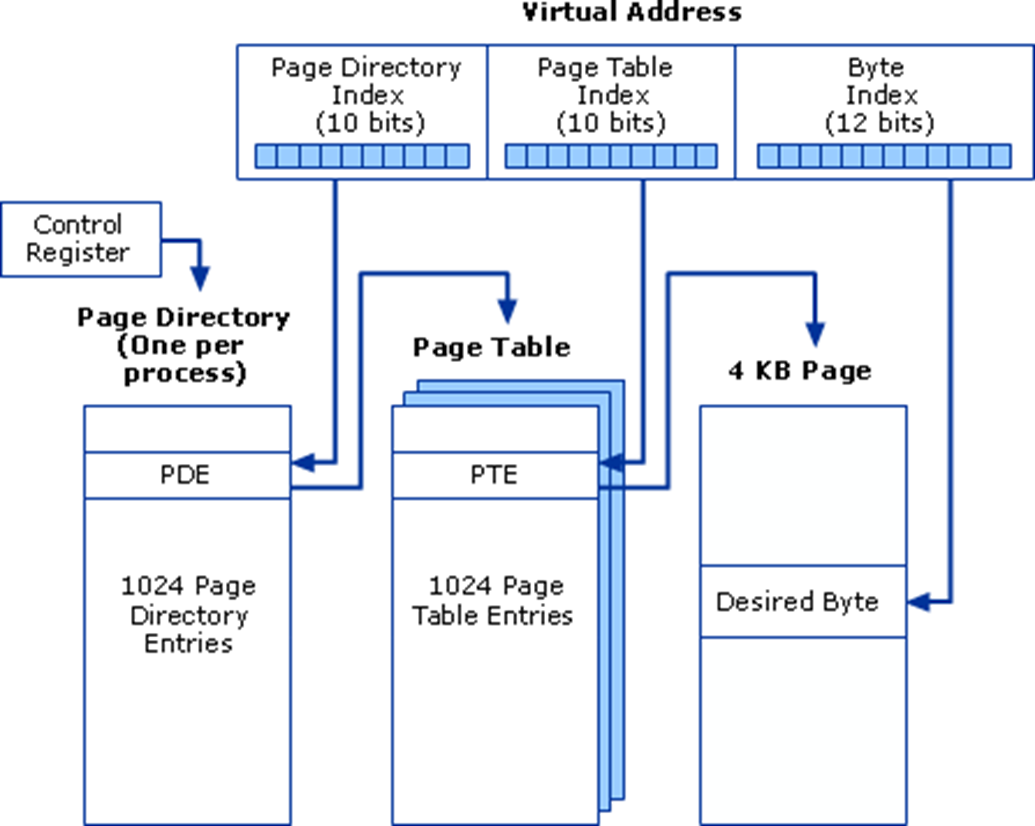 Virtual Address
Page Directory
Index
(10 bits)
Page Table
Index
(10 bits)
Byte
Index
(12 bits)
Control
Register
Page Directory
(One per
process)
Page Table
4 KB Page
PDE
PTE
1024 Page
Directory
Entries
1024 Page
Table Entries
Desired Byte